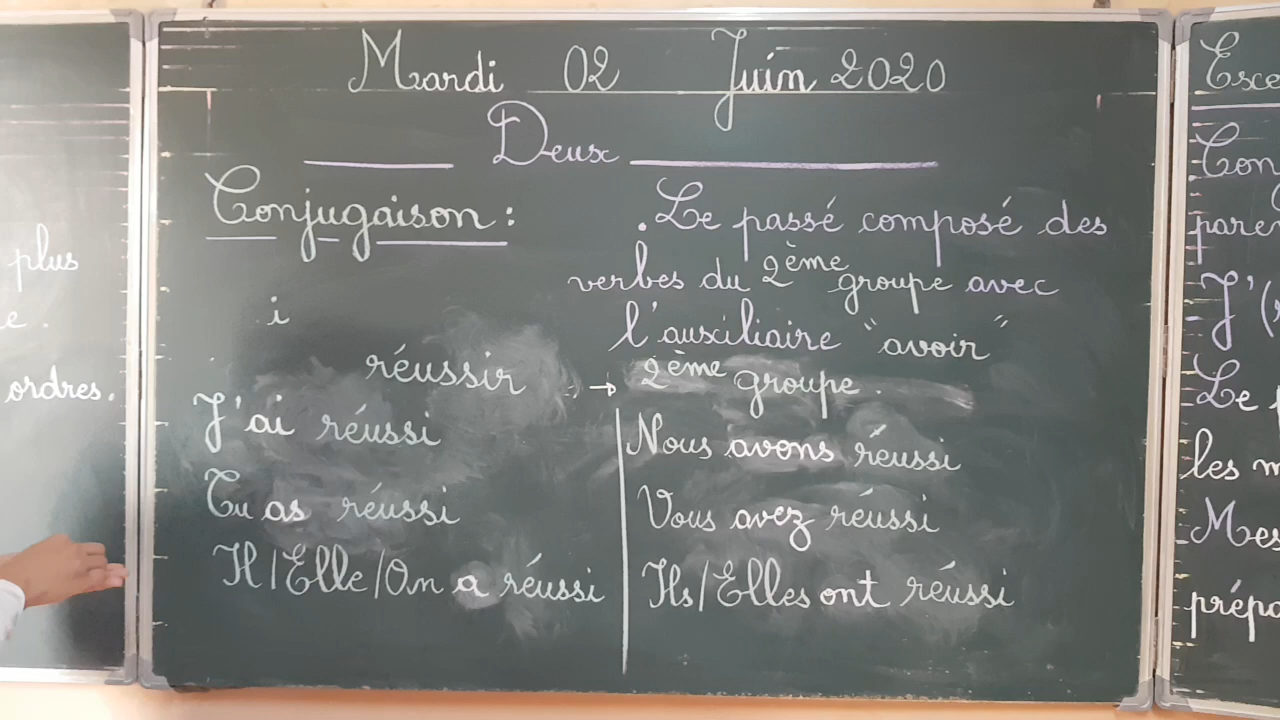 plus
e.
ordres.
Mardi 02 Juin 2020
Deux
Conjugaison : . Le passé composé des
verbes du 2ème groupe avec
l'auxiliaire "avoir"
i
réussir → 2ème groupe.
J'ai réussi
Tu as réussi
Il/Elle/On a réussi
Nous avons réussi
Vous avez réussi
Ils/Elles ont réussi
Con
pare
J'(
Le
les m
Mes
prépa